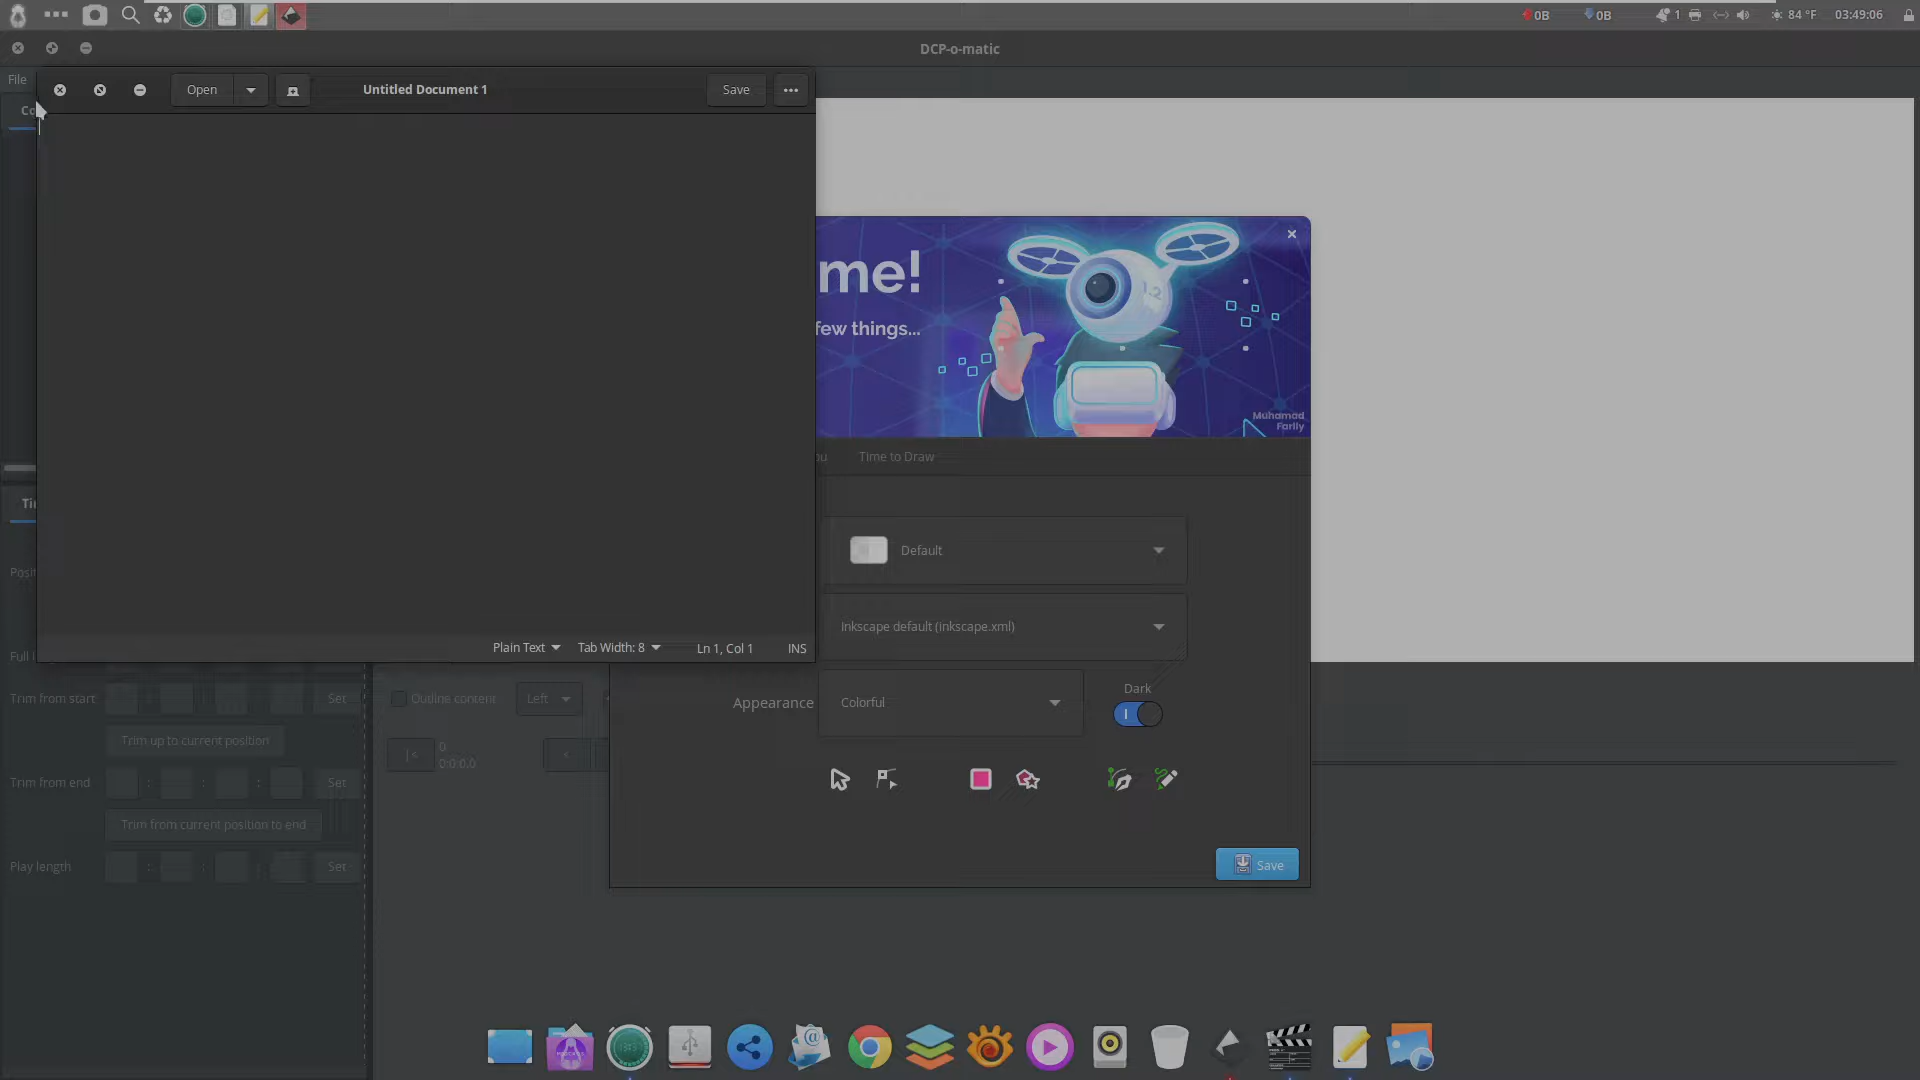 0B
0B
1
84 °F
03:49:06
DCP-o-matic
File
Open
Untitled Document 1
Save
me!
few things...
Muhamad
Farlly
Time to Draw
Default
Inkscape default (inkscape.xml)
Plain Text
Tab Width: 8
Ln 1, Col 1
INS
Trim from start
: : :
Set
Outline content
Left
Appearance
Colorful
Dark
Trim up to current position
|<
0
0:0:0.0
<
Trim from end
: : :
Set
Trim from current position to end
Play length
: : :
Set
Save